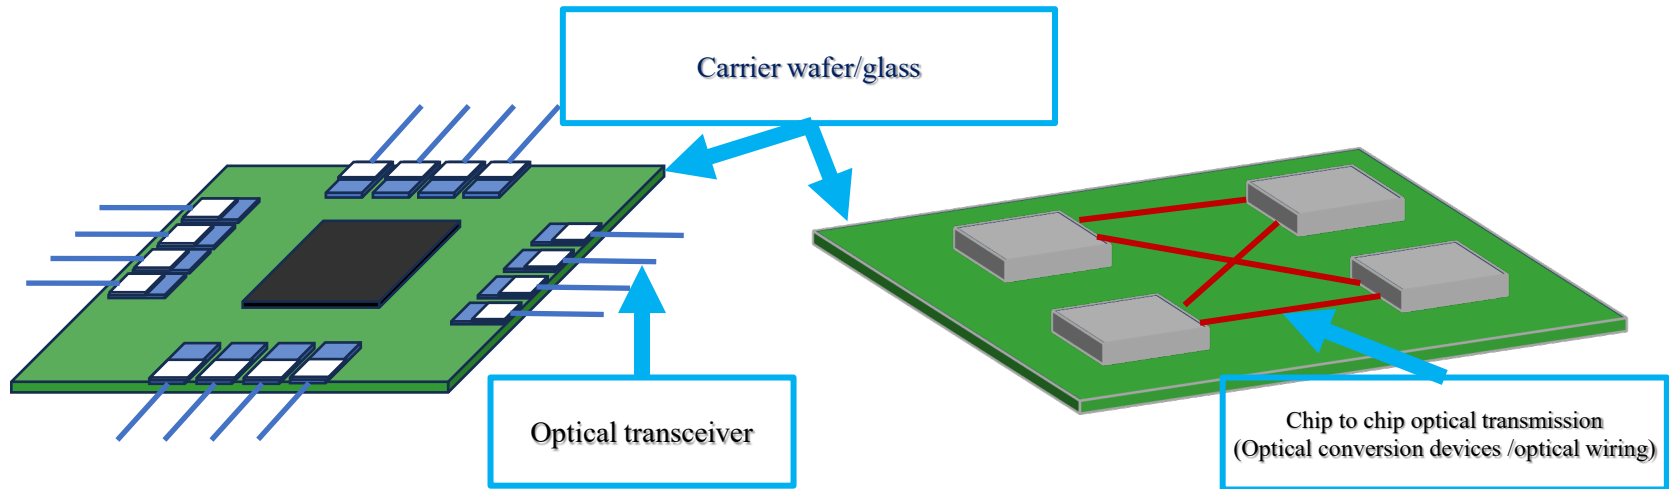 Carrier wafer/glass
Optical transceiver
Chip to chip optical transmission
(Optical conversion devices /optical wiring)